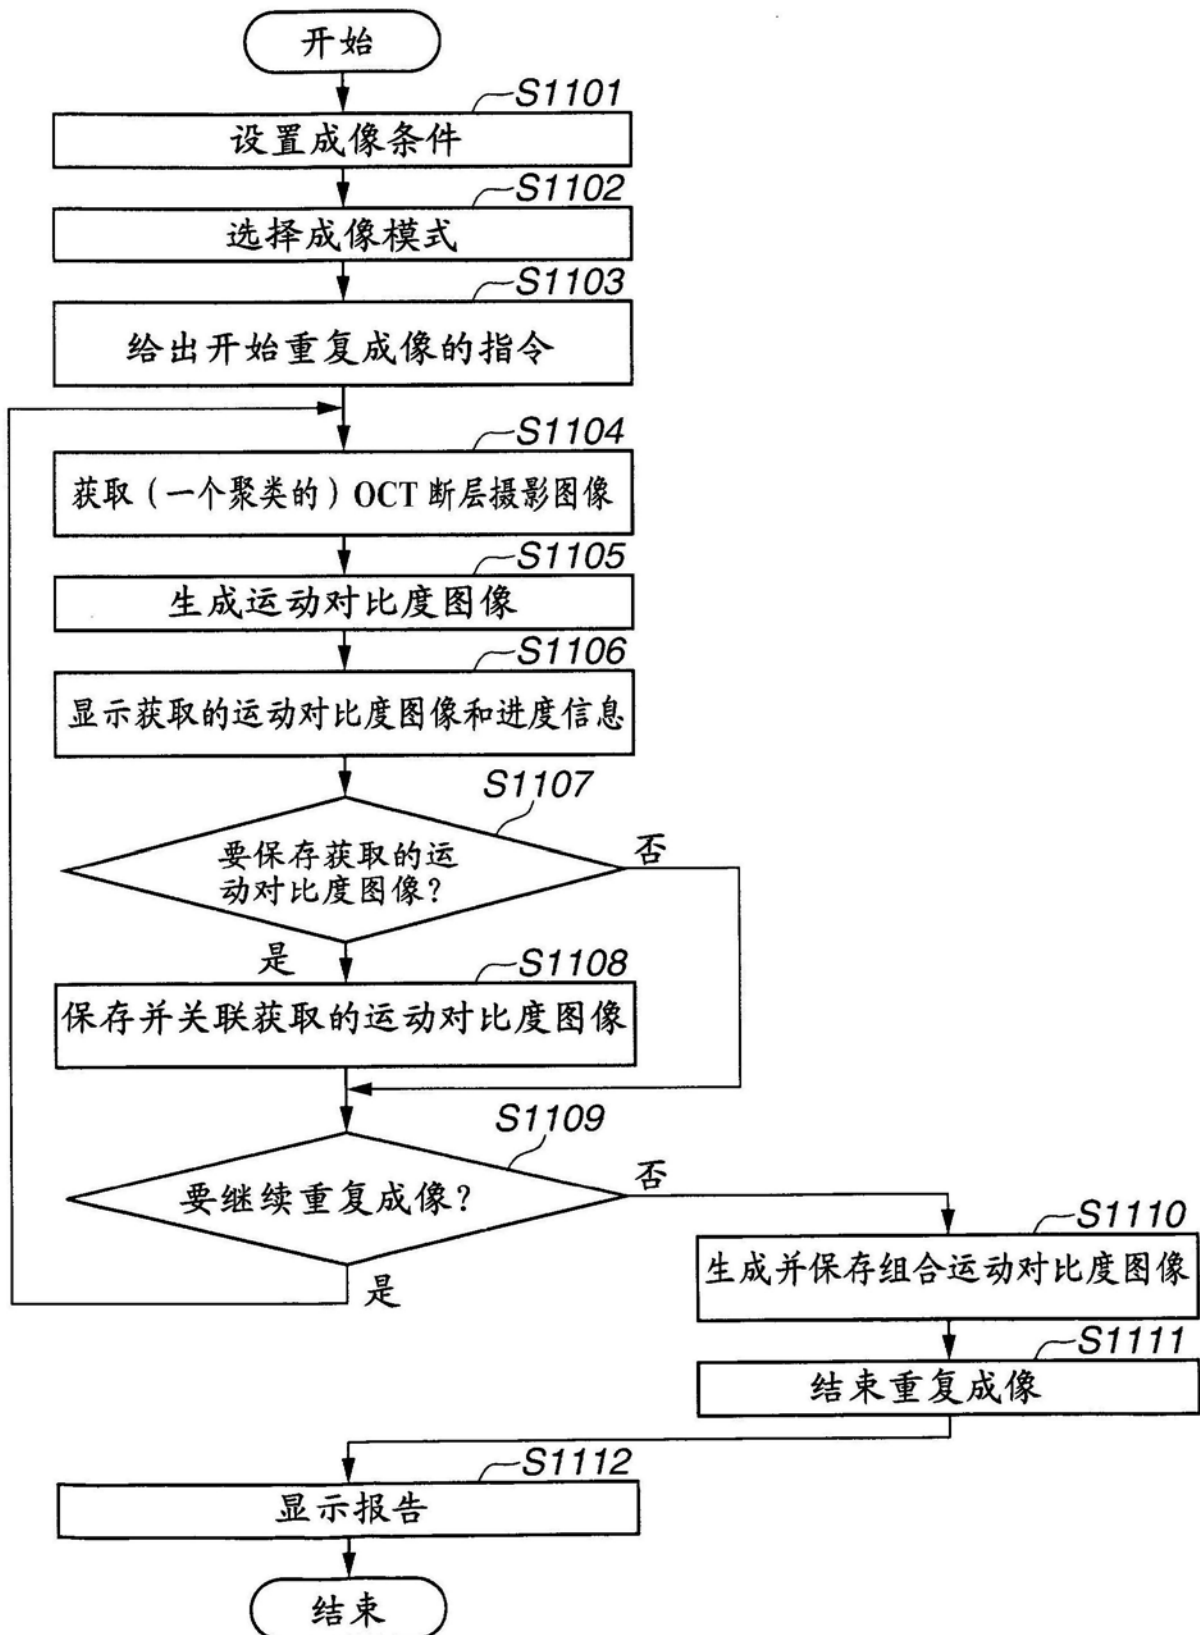 开始
S1101
设置成像条件
S1102
选择成像模式
S1103
给出开始重复成像的指令
S1104
获取（一个聚类的）OCT 断层摄影图像
S1105
生成运动对比度图像
S1106
显示获取的运动对比度图像和进度信息
S1107
要保存获取的运
动对比度图像？
否
是
S1108
保存并关联获取的运动对比度图像
S1109
要继续重复成像？
否
是
S1110
生成并保存组合运动对比度图像
S1111
结束重复成像
S1112
显示报告
结束